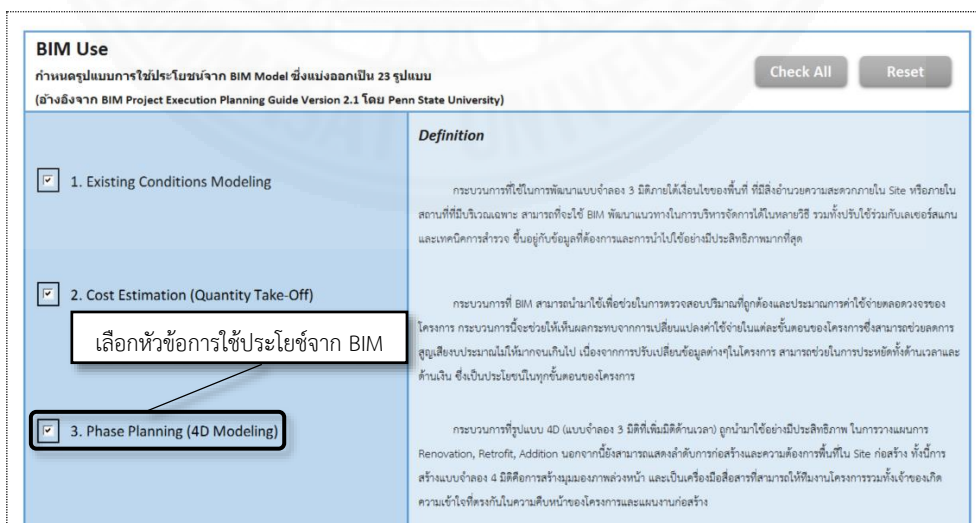 BIM Use
กำหนดรูปแบบการใช้ประโยชน์จาก BIM Model ซึ่งแบ่งออกเป็น 23 รูปแบบ
(อ้างอิงจาก BIM Project Execution Planning Guide Version 2.1 โดย Penn State University)
Check All
Reset
Definition
1. Existing Conditions Modeling
กระบวนการที่ใช้ในการพัฒนาแบบจำลอง 3 มิติภายใต้เงื่อนไขของพื้นที่ ที่มีสิ่งอำนวยความสะดวกภายใน Site หรือภายใน
สถานที่ที่มีบริเวณเฉพาะ สามารถที่จะใช้ BIM พัฒนาแนวทางในการบริหารจัดการได้ในหลายวิธี รวมทั้งปรับใช้ร่วมกับเลเซอร์สแกน
และเทคนิคการสำรวจ ขึ้นอยู่กับข้อมูลที่ต้องการและการนำไปใช้อย่างมีประสิทธิภาพมากที่สุด
2. Cost Estimation (Quantity Take-Off)
กระบวนการที่ BIM สามารถนำมาใช้เพื่อช่วยในการตรวจสอบปริมาณที่ถูกต้องและประมาณการค่าใช้จ่ายตลอดวงจรของ
โครงการ กระบวนการนี้จะช่วยให้เห็นผลกระทบจากการเปลี่ยนแปลงค่าใช้จ่ายในแต่ละขั้นตอนของโครงการซึ่งสามารถช่วยลดการ
สูญเสียงบประมาณไม่ให้มากจนเกินไป เนื่องจากการปรับเปลี่ยนข้อมูลต่างๆในโครงการ สามารถช่วยในการประหยัดทั้งด้านเวลาและ
ด้านเงิน ซึ่งเป็นประโยชน์ในทุกขั้นตอนของโครงการ
เลือกหัวข้อการใช้ประโยช์จาก BIM
3. Phase Planning (4D Modeling)
กระบวนการที่รูปแบบ 4D (แบบจำลอง 3 มิติที่เพิ่มมิติด้านเวลา) ถูกนำมาใช้อย่างมีประสิทธิภาพ ในการวางแผนการ
Renovation, Retrofit, Addition นอกจากนี้ยังสามารถแสดงลำดับการก่อสร้างและความต้องการพื้นที่ใน Site ก่อสร้าง ทั้งนี้การ
สร้างแบบจำลอง 4 มิติคือการสร้างมุมมองภาพล่วงหน้า และเป็นเครื่องมือสื่อสารที่สามารถให้ทีมงานโครงการรวมทั้งเจ้าของเกิด
ความเข้าใจที่ตรงกันในความคืบหน้าของโครงการและแผนงานก่อสร้าง